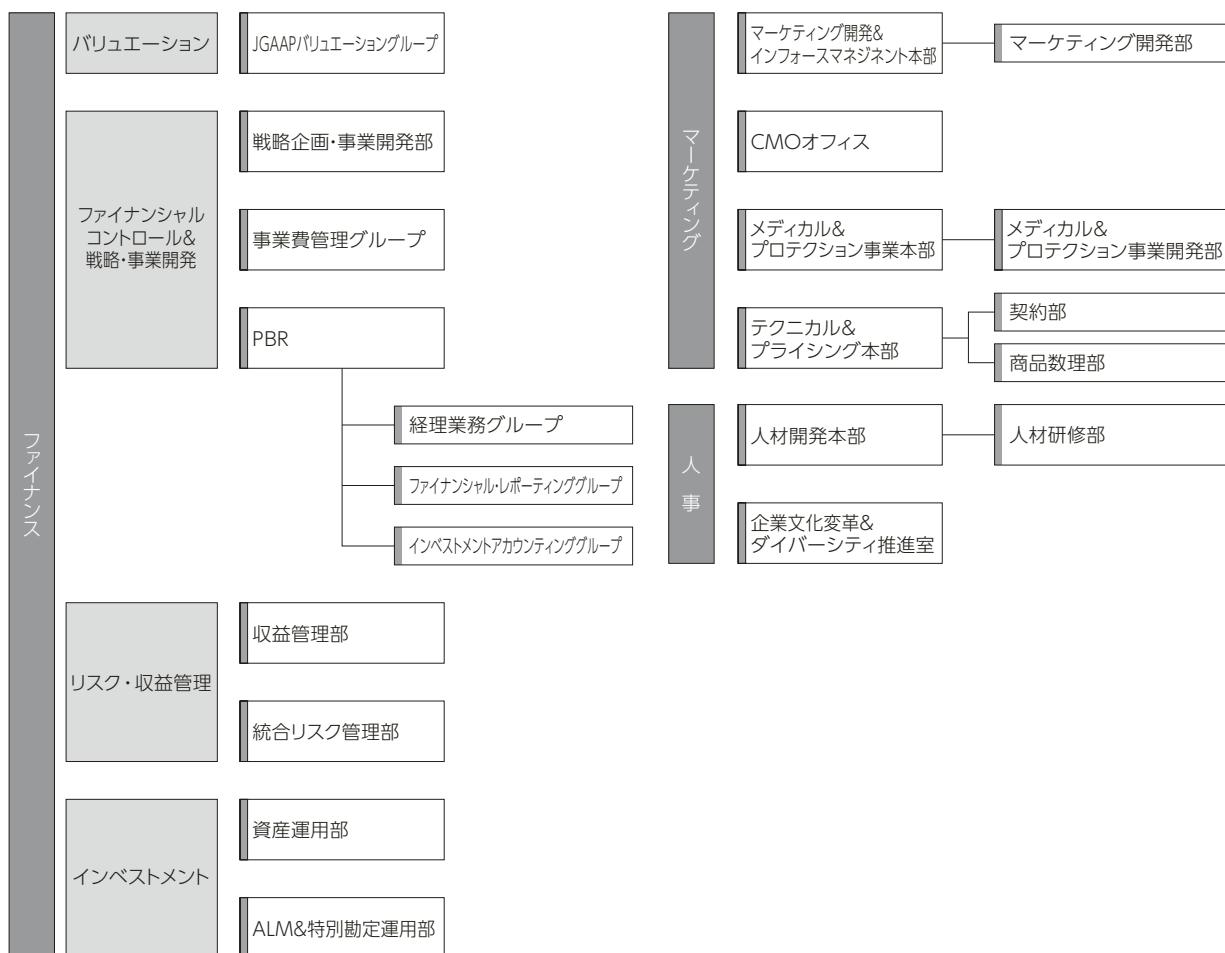 ファイナンス
バリュエーション
JGAAPバリュエーショングループ
ファイナンシャル
コントロール&
戦略・事業開発
戦略企画・事業開発部
事業費管理グループ
PBR
経理業務グループ
ファイナンシャル・レポーティンググループ
インベストメントアカウンティンググループ
リスク・収益管理
収益管理部
統合リスク管理部
インベストメント
資産運用部
ALM&特別勘定運用部
マーケティング
マーケティング開発&
インフォースマネジネント本部
マーケティング開発部
CMOオフィス
メディカル&
プロテクション事業本部
メディカル&
プロテクション事業開発部
テクニカル&
プライシング本部
契約部
商品数理部
人事
人材開発本部
人材研修部
企業文化変革&
ダイバーシティ推進室